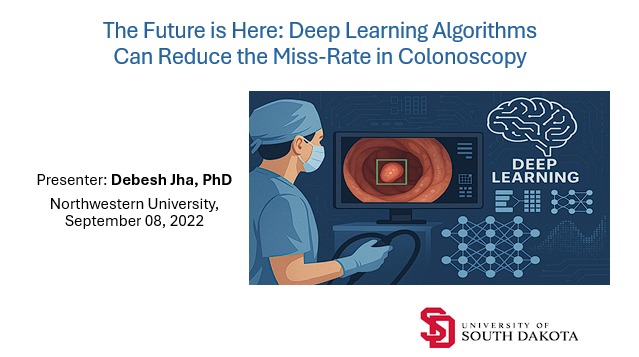 The Future is Here: Deep Learning Algorithms
Can Reduce the Miss-Rate in Colonoscopy
Presenter: Debesh Jha, PhD
Northwestern University,
September 08, 2022
DEEP
LEARNING
SD
UNIVERSITY OF
SOUTH DAKOTA